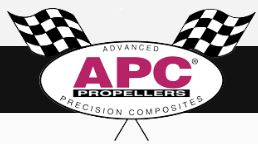 ADVANCED
APC®
PROPELLERS
PRECISION COMPOSITES